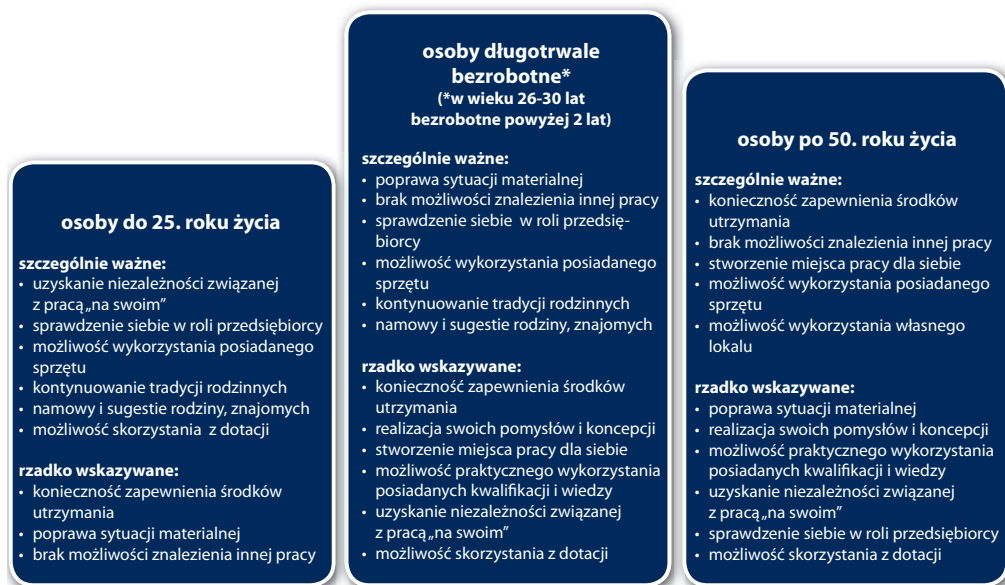 osoby do 25. roku życia
szczególnie ważne:
• uzyskanie niezależności związanej
z pracą „na swoim”
• sprawdzenie siebie w roli przedsiębiorcy
• możliwość wykorzystania posiadanego
sprzętu
• kontynuowanie tradycji rodzinnych
• namowy i sugestie rodziny, znajomych
• możliwość skorzystania z dotacji
rzadko wskazywane:
• konieczność zapewnienia środków
utrzymania
• poprawa sytuacji materialnej
• brak możliwości znalezienia innej pracy
osoby długotrwale
bezrobotne*
(*w wieku 26-30 lat
bezrobotne powyżej 2 lat)
szczególnie ważne:
• poprawa sytuacji materialnej
• brak możliwości znalezienia innej pracy
• sprawdzenie siebie w roli przedsię-
biorcy
• możliwość wykorzystania posiadanego
sprzętu
• kontynuowanie tradycji rodzinnych
• namowy i sugestie rodziny, znajomych
rzadko wskazywane:
• konieczność zapewnienia środków
utrzymania
• realizacja swoich pomysłów i koncepcji
• stworzenie miejsca pracy dla siebie
• możliwość praktycznego wykorzystania
posiadanych kwalifikacji i wiedzy
• uzyskanie niezależności związanej
z pracą „na swoim”
• możliwość skorzystania z dotacji
osoby po 50. roku życia
szczególnie ważne:
• konieczność zapewnienia środków
utrzymania
• brak możliwości znalezienia innej pracy
• stworzenie miejsca pracy dla siebie
• możliwość wykorzystania posiadanego
sprzętu
• możliwość wykorzystania własnego
lokalu
rzadko wskazywane:
• poprawa sytuacji materialnej
• realizacja swoich pomysłów i koncepcji
• możliwość praktycznego wykorzystania
posiadanych kwalifikacji i wiedzy
• uzyskanie niezależności związanej
z pracą „na swoim”
• sprawdzenie siebie w roli przedsiębiorcy
• możliwość skorzystania z dotacji